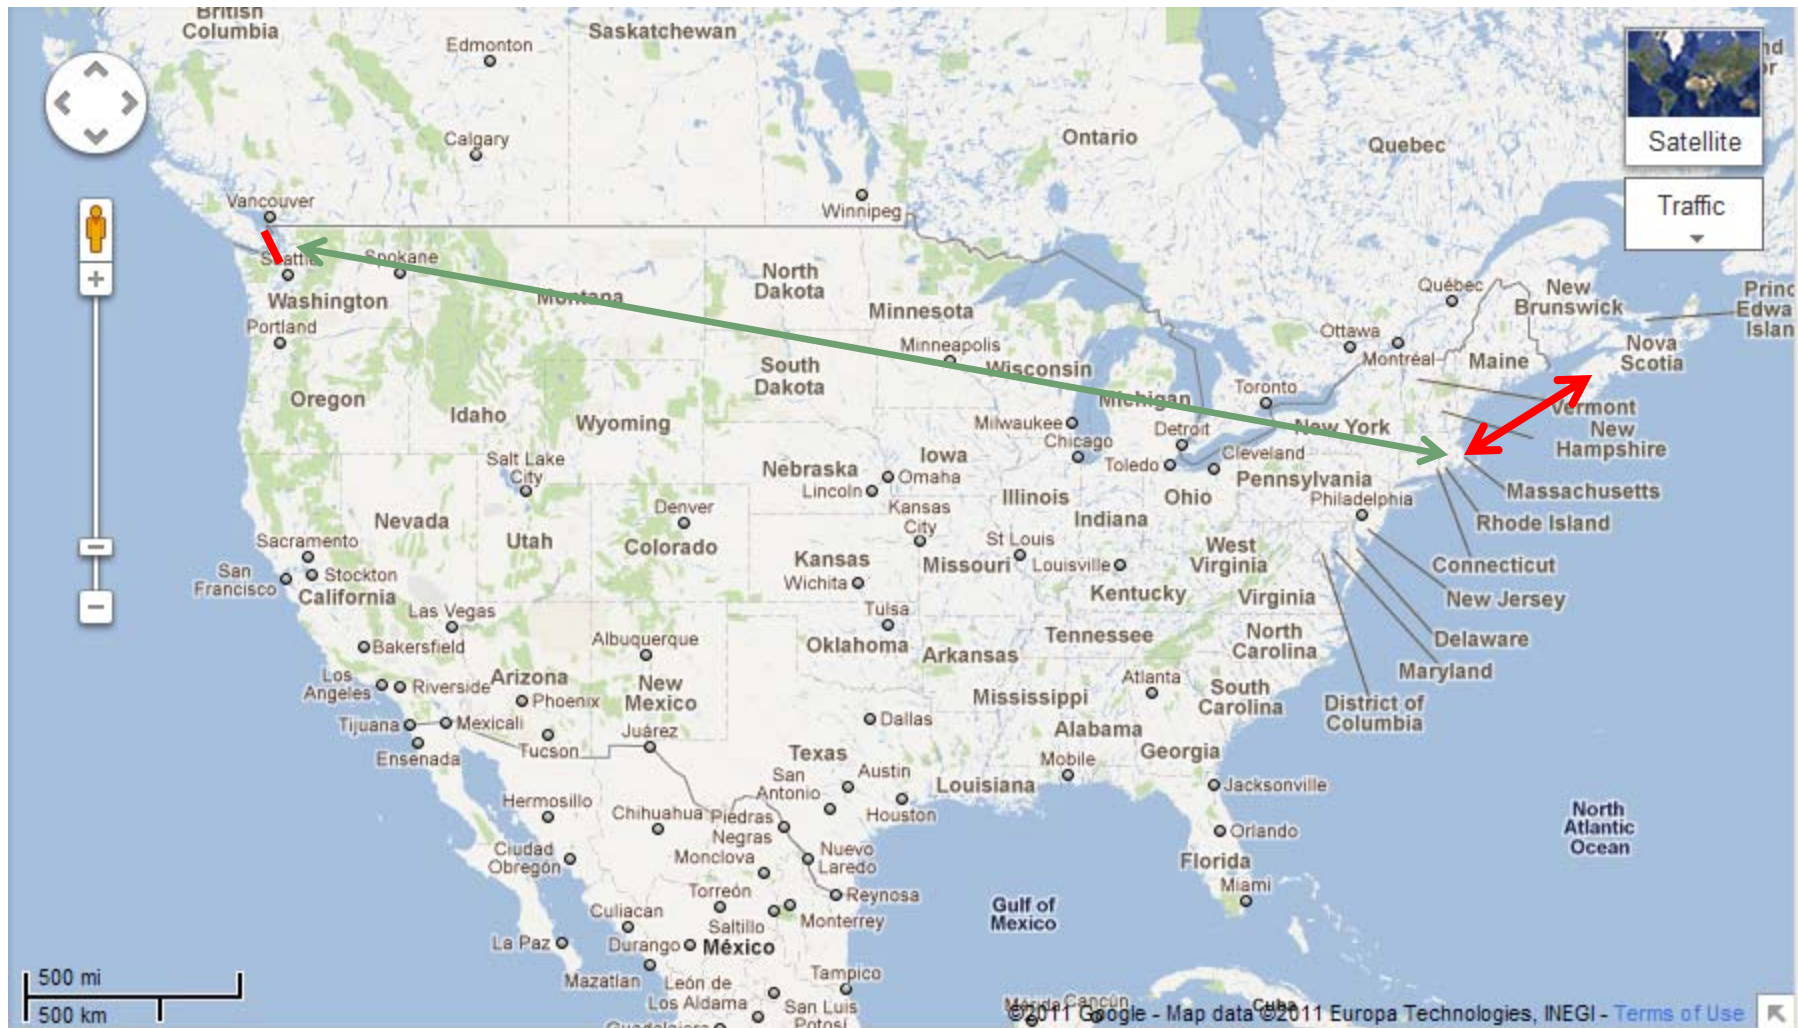 British
Columbia
Saskatchewan
Edmonton
Calgary
Ontario
Quebec
Satellite
Traffic
Vancouver
Winnipeg
Seattle
Spokane
Washington
Montana
North
Dakota
Minnesota
Québec
New
Brunswick
Portland
Minneapolis
Ottawa
Montréal
Maine
Nova
Scotia
South
Dakota
Wisconsin
Oregon
Idaho
Wyoming
Michigan
Toronto
Vermont
New
Hampshire
Milwaukee
Chicago
Detroit
New York
Salt Lake
City
Nebraska
Iowa
Omaha
Lincoln
Toledo
Cleveland
Pennsylvania
Philadelphia
Massachusetts
Rhode Island
Nevada
Utah
Denver
Colorado
Kansas
City
Illinois
Indiana
Ohio
Sacramento
San
Francisco
Stockton
California
Kansas
Wichita
Missouri
St Louis
Louisville
West
Virginia
Kentucky
Virginia
Connecticut
New Jersey
Las Vegas
Bakersfield
Albuquerque
Tulsa
Oklahoma
Arkansas
Tennessee
North
Carolina
Delaware
Maryland
Los
Angeles
Riverside
Arizona
Phoenix
New
Mexico
Mississippi
Atlanta
South
Carolina
District of
Columbia
Tijuana
Mexicali
Ensenada
Tucson
Juárez
Dallas
Texas
Alabama
Georgia
Mobile
San
Antonio
Austin
Houston
Louisiana
Jacksonville
Hermosillo
Chihuahua
Piedras
Negras
Orlando
North
Atlantic
Ocean
Ciudad
Obregón
Monclova
Nuevo
Laredo
Florida
Miami
Torreón
Reynosa
Culiacan
Saltillo
Monterrey
Gulf of
Mexico
La Paz
Durango
México
Mazatlan
León de
Los Aldama
Tampico
San Luis
Potosí
500 mi
500 km
Mérida
Cancún
Cuba
©2011 Google - Map data ©2011 Europa Technologies, INEGI - Terms of Use